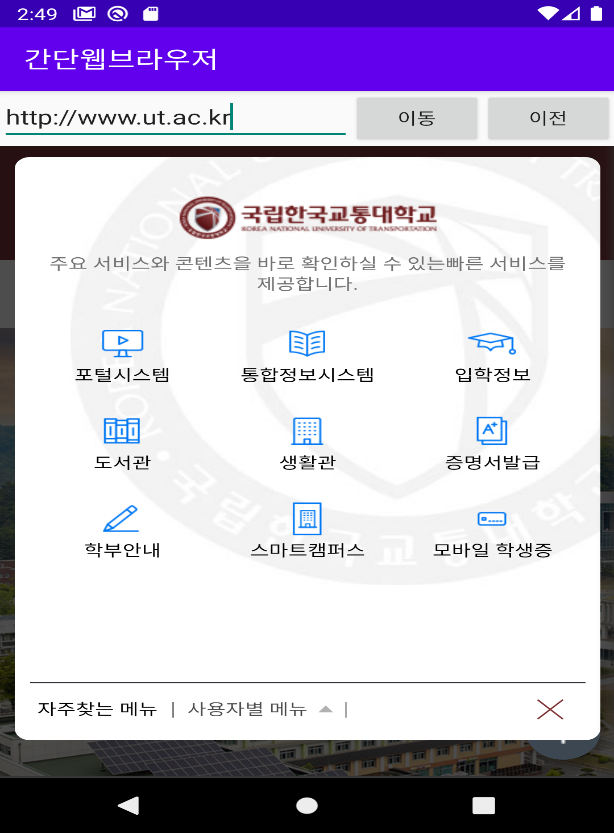 2:49
간단웹브라우저
http://www.ut.ac.kr
이동
이전
국립한국교통대학교
KOREA NATIONAL UNIVERSITY OF TRANSPORTATION
주요 서비스와 콘텐츠을 바로 확인하실 수 있는빠른 서비스를
제공합니다.
포털시스템
통합정보시스템
입학정보
도서관
생활관
증명서발급
학부안내
스마트캠퍼스
모바일 학생증
자주찾는 메뉴 | 사용자별 메뉴 |